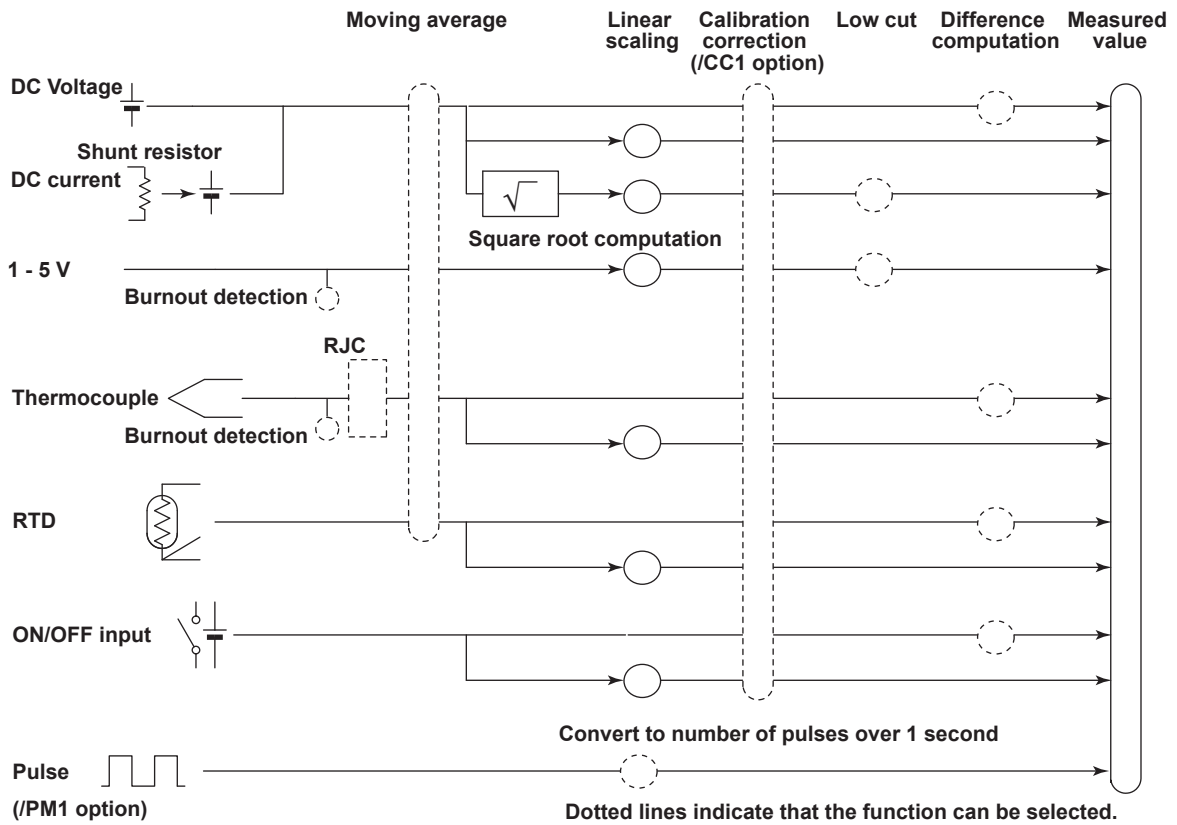 Moving average
Linear scaling
Calibration correction (/CC1 option)
Low cut
Difference computation
Measured value
DC Voltage
Shunt resistor
DC current
√
Square root computation
1 - 5 V
Burnout detection
RJC
Thermocouple
Burnout detection
RTD
ON/OFF input
Convert to number of pulses over 1 second
Pulse
(/PM1 option)
Dotted lines indicate that the function can be selected.